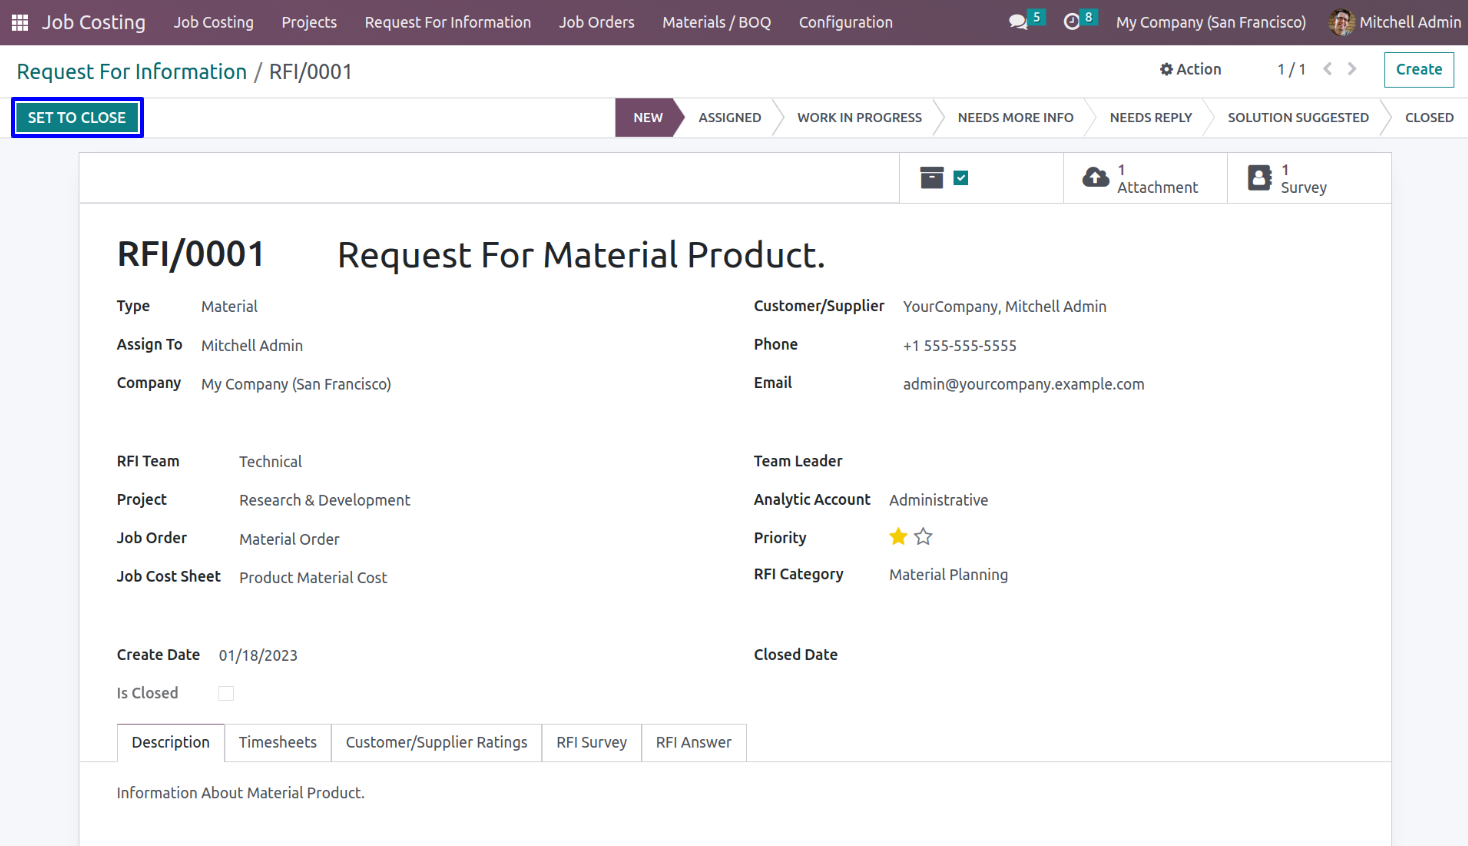 Job Costing Job Costing Projects Request For Information Job Orders Materials / BOQ Configuration 5 8 My Company (San Francisco) Mitchell Admin
Request For Information / RFI/0001 Action 1 / 1 Create
SET TO CLOSE NEW ASSIGNED WORK IN PROGRESS NEEDS MORE INFO NEEDS REPLY SOLUTION SUGGESTED CLOSED
1 Attachment
1 Survey
RFI/0001 Request For Material Product.
Type Material Customer/Supplier YourCompany, Mitchell Admin
Assign To Mitchell Admin Phone +1 555-555-5555
Company My Company (San Francisco) Email admin@yourcompany.example.com
RFI Team Technical Team Leader
Project Research & Development Analytic Account Administrative
Job Order Material Order Priority
Job Cost Sheet Product Material Cost RFI Category Material Planning
Create Date 01/18/2023 Closed Date
Is Closed
Description Timesheets Customer/Supplier Ratings RFI Survey RFI Answer
Information About Material Product.